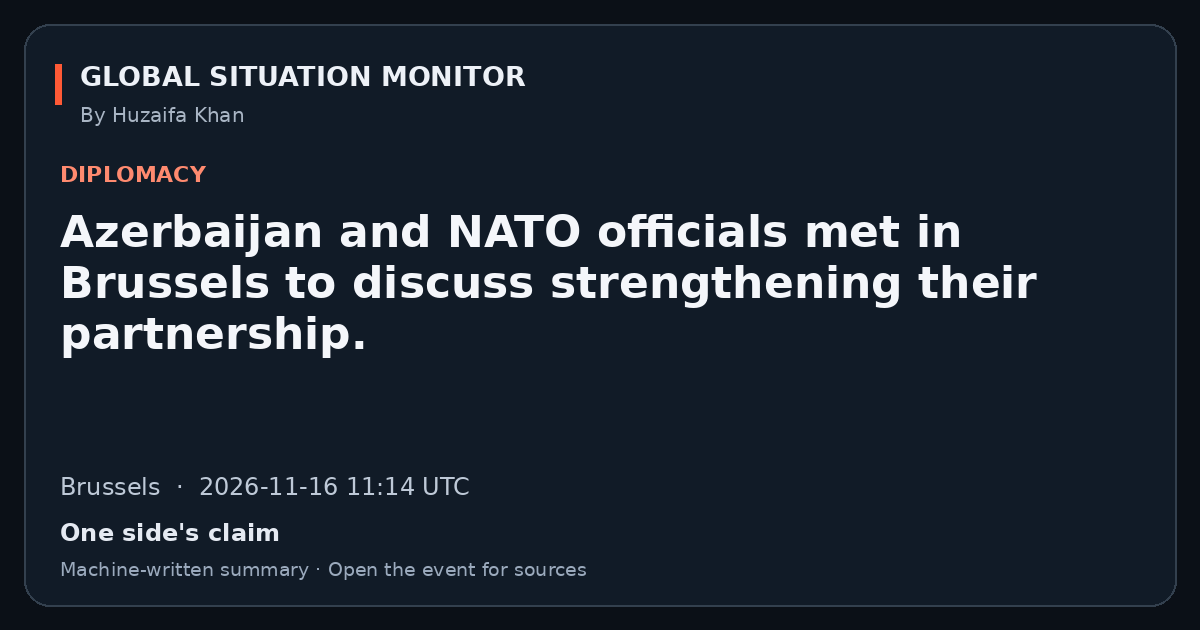 GLOBAL SITUATION MONITOR
By Huzaifa Khan
DIPLOMACY
Azerbaijan and NATO officials met in
Brussels to discuss strengthening their
partnership.
Brussels · 2026-11-16 11:14 UTC
One side's claim
Machine-written summary · Open the event for sources